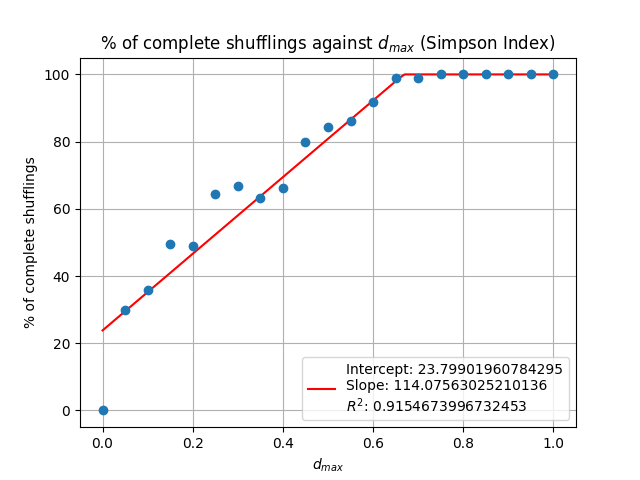 % of complete shufflings against d_max (Simpson Index)
% of complete shufflings
100
80
60
40
20
0
0.0 0.2 0.4 0.6 0.8 1.0
d_max
Intercept: 23.79901960784295
Slope: 114.07563025210136
R²: 0.9154673996732453